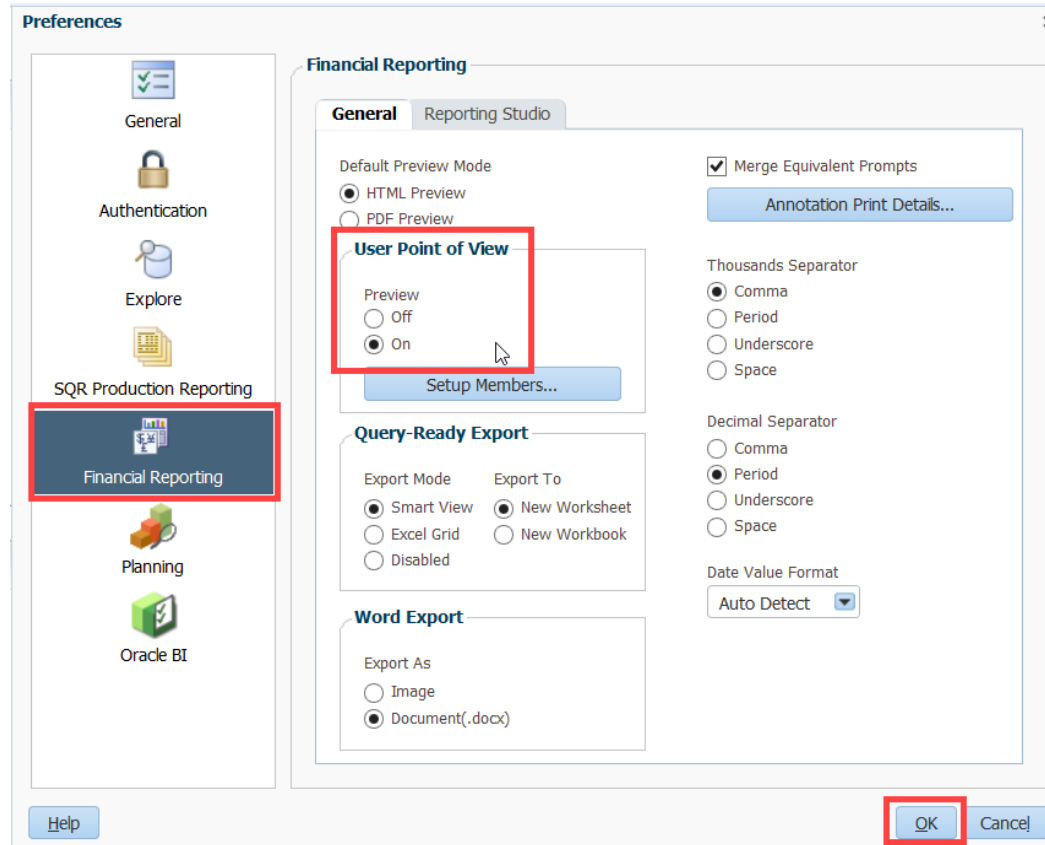 Preferences
General
Authentication
Explore
SQR Production Reporting
Financial Reporting
Planning
Oracle BI
Financial Reporting
General
Reporting Studio
Default Preview Mode
HTML Preview
PDF Preview
User Point of View
Preview
Off
On
Setup Members...
Query-Ready Export
Export Mode
Export To
Smart View
New Worksheet
Excel Grid
New Workbook
Disabled
Word Export
Export As
Image
Document(.docx)
Merge Equivalent Prompts
Annotation Print Details...
Thousands Separator
Comma
Period
Underscore
Space
Decimal Separator
Comma
Period
Underscore
Space
Date Value Format
Auto Detect
Help
OK
Cancel